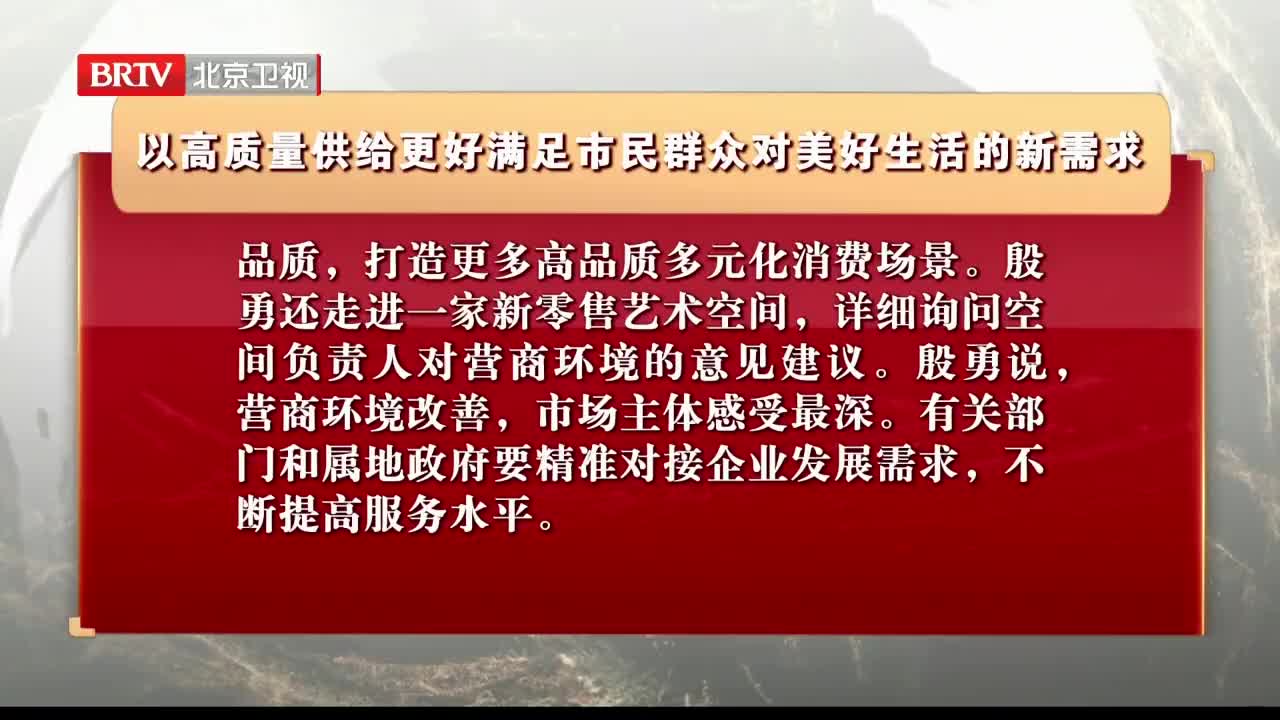 BRTV 北京卫视
以高质量供给更好满足市民群众对美好生活的新需求
品质，打造更多高品质多元化消费场景。殷
勇还走进一家新零售艺术空间，详细询问空
间负责人对营商环境的意见建议。殷勇说，
营商环境改善，市场主体感受最深。有关部
门和属地政府要精准对接企业发展需求，不
断提高服务水平。